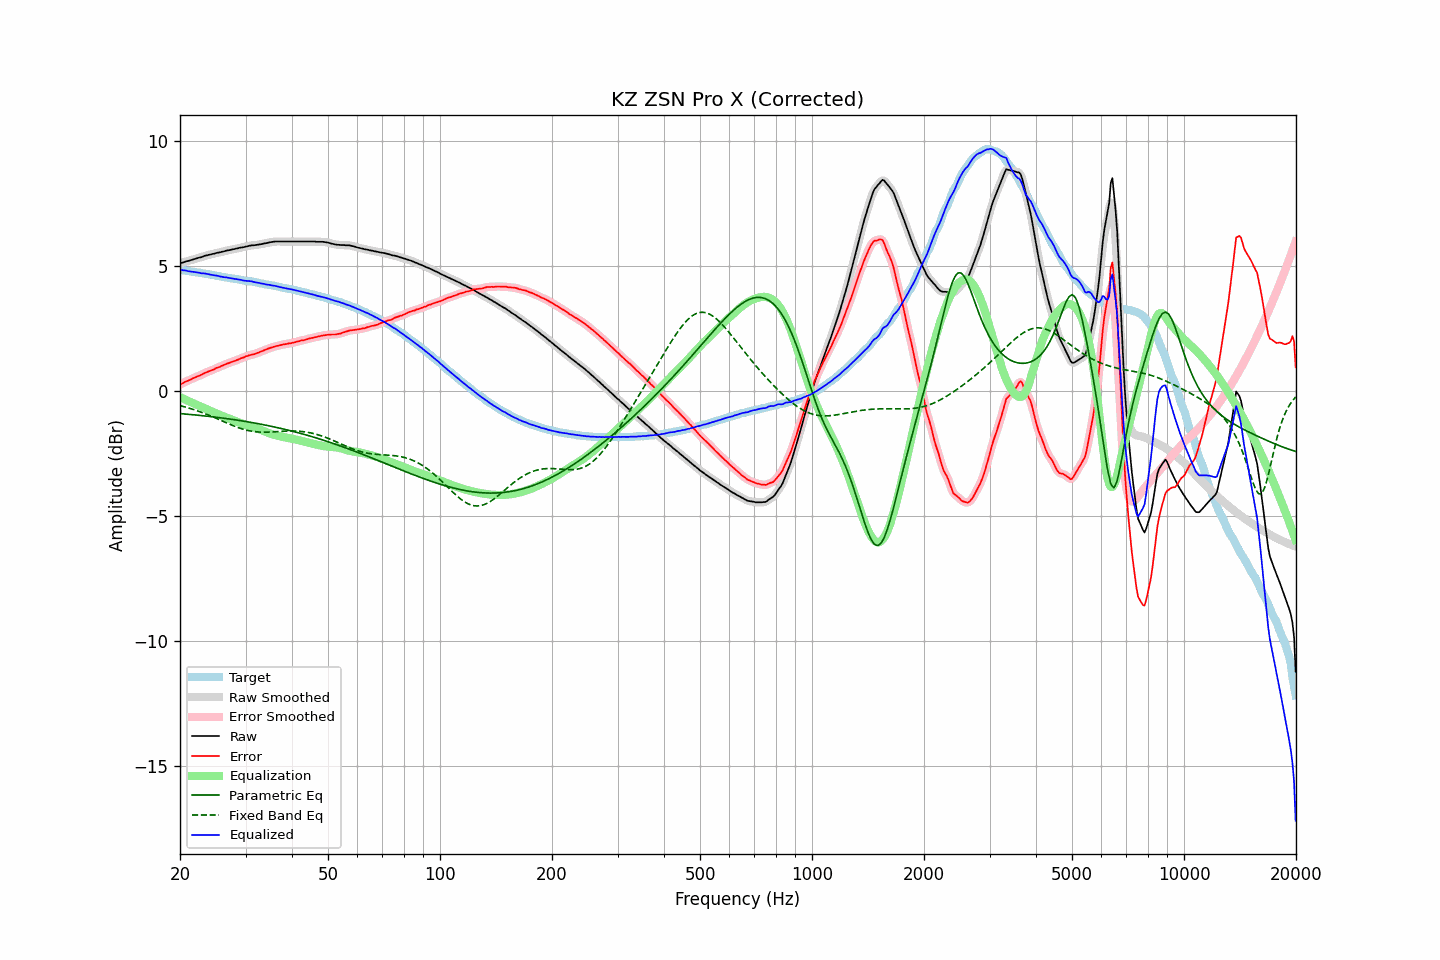 KZ ZSN Pro X (Corrected)
10
5
0
−5
−10
−15
Amplitude (dBr)
Target
Raw Smoothed
Error Smoothed
Raw
Error
Equalization
Parametric Eq
Fixed Band Eq
Equalized
20 50 100 200 500 1000 2000 5000 10000 20000
Frequency (Hz)